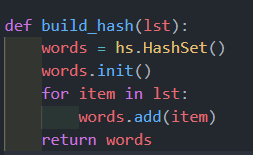 def build_hash(lst):
    words = hs.HashSet()
    words.init()
    for item in lst:
        words.add(item)
    return words